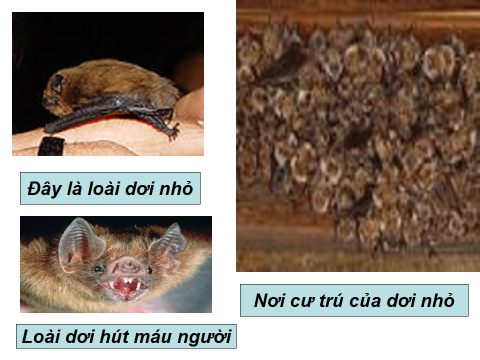 Đây là loài dơi nhỏ
Loài dơi hút máu người
Nơi cư trú của dơi nhỏ